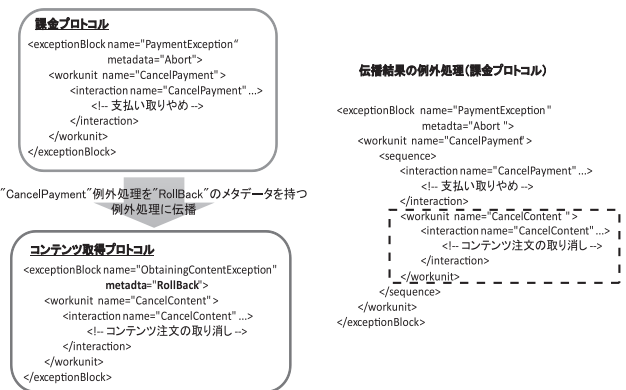 課金プロトコル
<exceptionBlock name="PaymentException"
metadata="Abort">
<workunit name="CancelPayment">
<interaction name="CancelPayment" ...>
<!-- 支払い取りやめ -->
</interaction>
</workunit>
</exceptionBlock>
"CancelPayment"例外処理を"RollBack"のメタデータを持つ
例外処理に伝播
コンテンツ取得プロトコル
<exceptionBlock name="ObtainingContentException"
metadta="RollBack">
<workunit name="CancelContent">
<interaction name="CancelContent" ...>
<!-- コンテンツ注文の取り消し -->
</interaction>
</workunit>
</exceptionBlock>
伝播結果の例外処理(課金プロトコル)
<exceptionBlock name="PaymentException"
metadta="Abort ">
<workunit name="CancelPayment">
<sequence>
<interaction name="CancelPayment" ...>
<!-- 支払い取りやめ -->
</interaction>
<workunit name="CancelContent ">
<interaction name="CancelContent" ...>
<!-- コンテンツ注文の取り消し -->
</interaction>
</workunit>
</sequence>
</workunit>
</exceptionBlock>